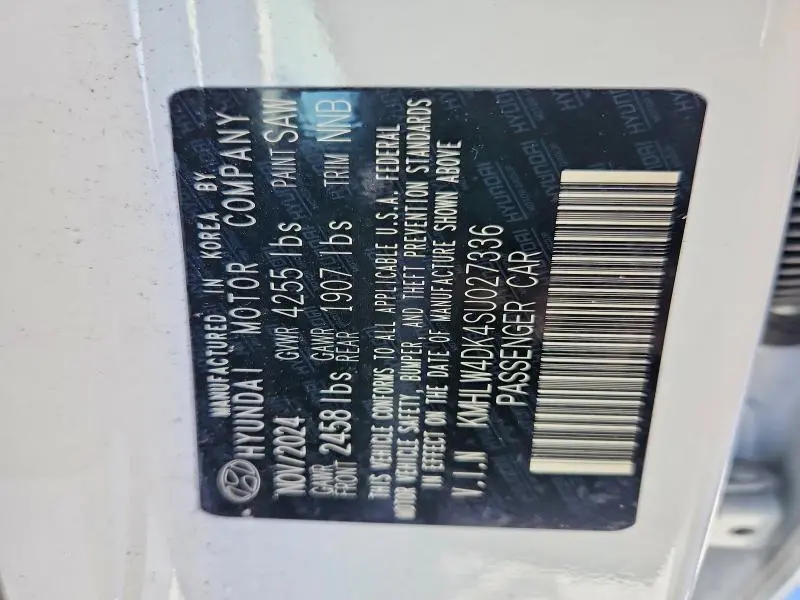 MANUFACTURED IN KOREA BY
HYUNDAI MOTOR COMPANY
NOV/2024 GVWR 4255 lbs PAINT SAW
GAWR FRONT 2458 lbs GAWR REAR 1907 lbs TRIM NNB
THIS VEHICLE CONFORMS TO ALL APPLICABLE U.S.A. FEDERAL
MOTOR VEHICLE SAFETY, BUMPER, AND THEFT PREVENTION STANDARDS
IN EFFECT ON THE DATE OF MANUFACTURE SHOWN ABOVE
V.I.N KMHLW4DK4SU027336
PASSENGER CAR